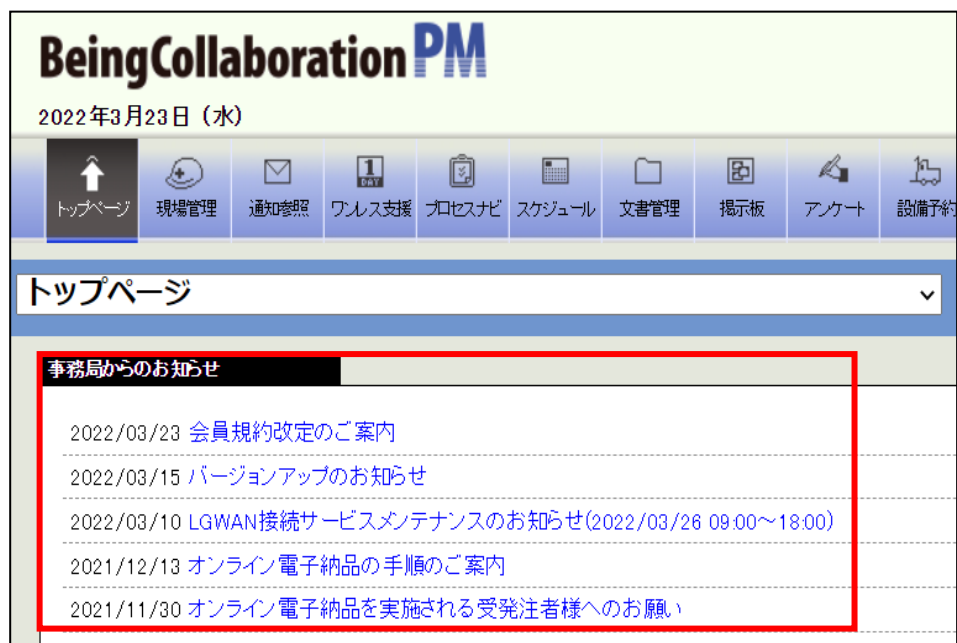 BeingCollaboration PM
2022年3月23日（水）
トップページ 現場管理 通知参照 ワンレス支援 プロセスナビ スケジュール 文書管理 掲示板 アンケート 設備予約
トップページ
事務局からのお知らせ
2022/03/23 会員規約改定のご案内
2022/03/15 バージョンアップのお知らせ
2022/03/10 LGWAN接続サービスメンテナンスのお知らせ(2022/03/26 09:00～18:00)
2021/12/13 オンライン電子納品の手順のご案内
2021/11/30 オンライン電子納品を実施される受発注者様へのお願い